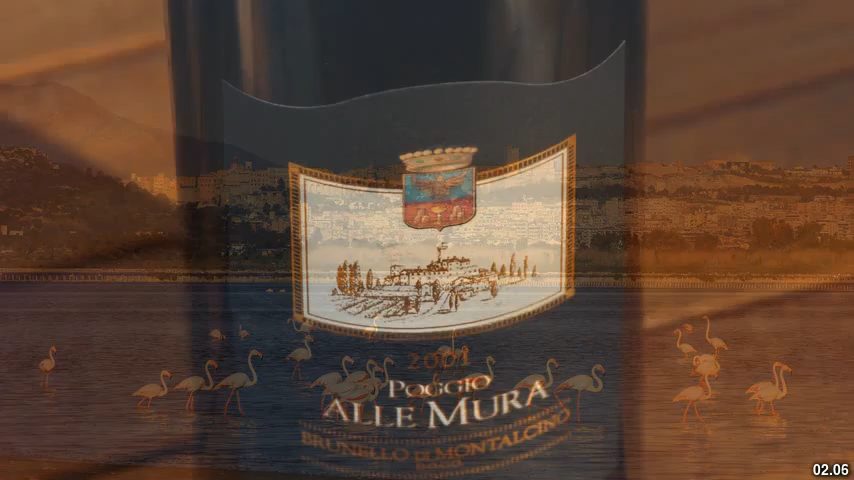 2001
POGGIO
ALLE MURA
BRUNELLO DI MONTALCINO
02.06